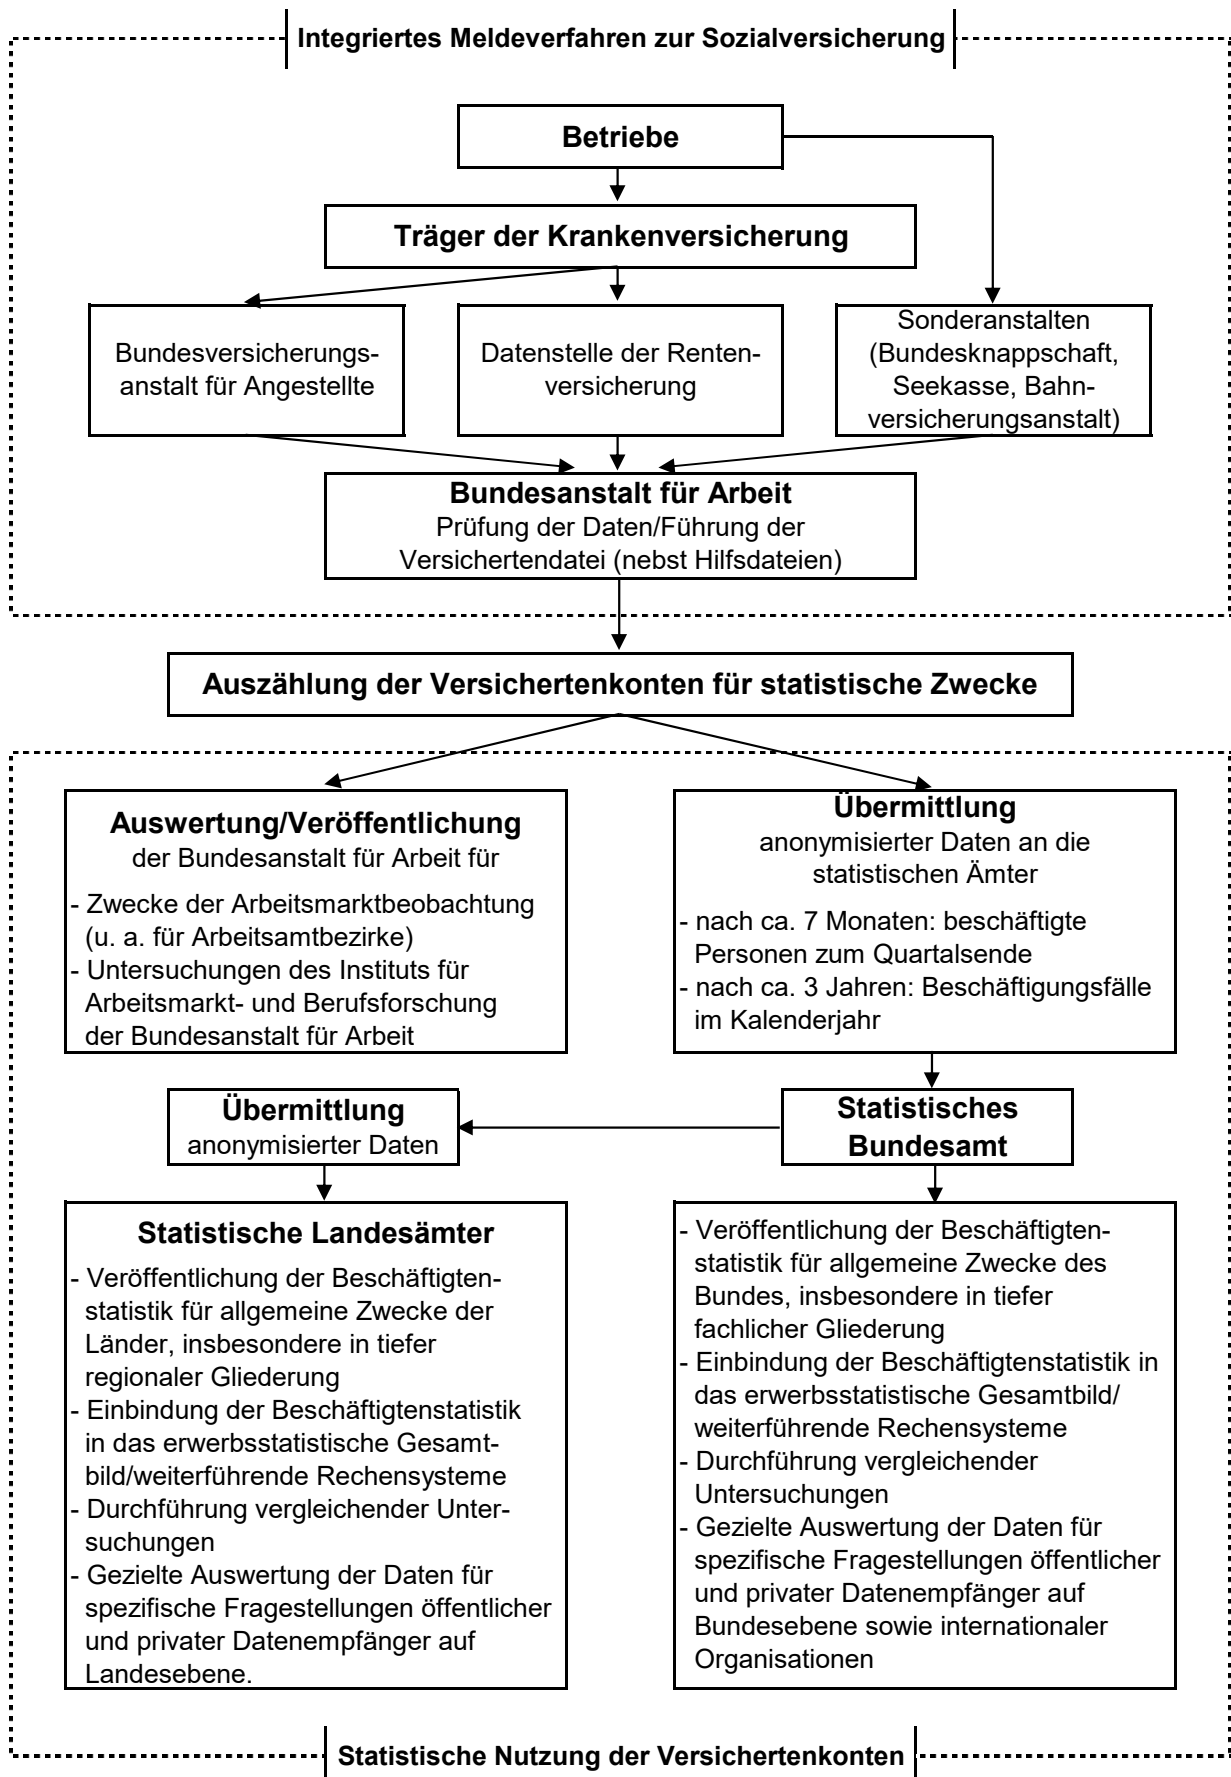 Integriertes Meldeverfahren zur Sozialversicherung
Betriebe
Träger der Krankenversicherung
Bundesversicherungs-
anstalt für Angestellte
Datenstelle der Renten-
versicherung
Sonderanstalten
(Bundesknappschaft,
Seekasse, Bahn-
versicherungsanstalt)
Bundesanstalt für Arbeit
Prüfung der Daten/Führung der
Versichertendatei (nebst Hilfsdateien)
Auszählung der Versichertenkonten für statistische Zwecke
Auswertung/Veröffentlichung
der Bundesanstalt für Arbeit für
- Zwecke der Arbeitsmarktbeobachtung
(u. a. für Arbeitsamtbezirke)
- Untersuchungen des Instituts für
Arbeitsmarkt- und Berufsforschung
der Bundesanstalt für Arbeit
Übermittlung
anonymisierter Daten an die
statistischen Ämter
- nach ca. 7 Monaten: beschäftigte
Personen zum Quartalsende
- nach ca. 3 Jahren: Beschäftigungsfälle
im Kalenderjahr
Übermittlung
anonymisierter Daten
Statistisches
Bundesamt
Statistische Landesämter
- Veröffentlichung der Beschäftigten-
statistik für allgemeine Zwecke der
Länder, insbesondere in tiefer
regionaler Gliederung
- Einbindung der Beschäftigtenstatistik
in das erwerbsstatistische Gesamt-
bild/weiterführende Rechensysteme
- Durchführung vergleichender Unter-
suchungen
- Gezielte Auswertung der Daten für
spezifische Fragestellungen öffentlicher
und privater Datenempfänger auf
Landesebene.
- Veröffentlichung der Beschäftigten-
statistik für allgemeine Zwecke des
Bundes, insbesondere in tiefer
fachlicher Gliederung
- Einbindung der Beschäftigtenstatistik in
das erwerbsstatistische Gesamtbild/
weiterführende Rechensysteme
- Durchführung vergleichender
Untersuchungen
- Gezielte Auswertung der Daten für
spezifische Fragestellungen öffentlicher
und privater Datenempfänger auf
Bundesebene sowie internationaler
Organisationen
Statistische Nutzung der Versichertenkonten